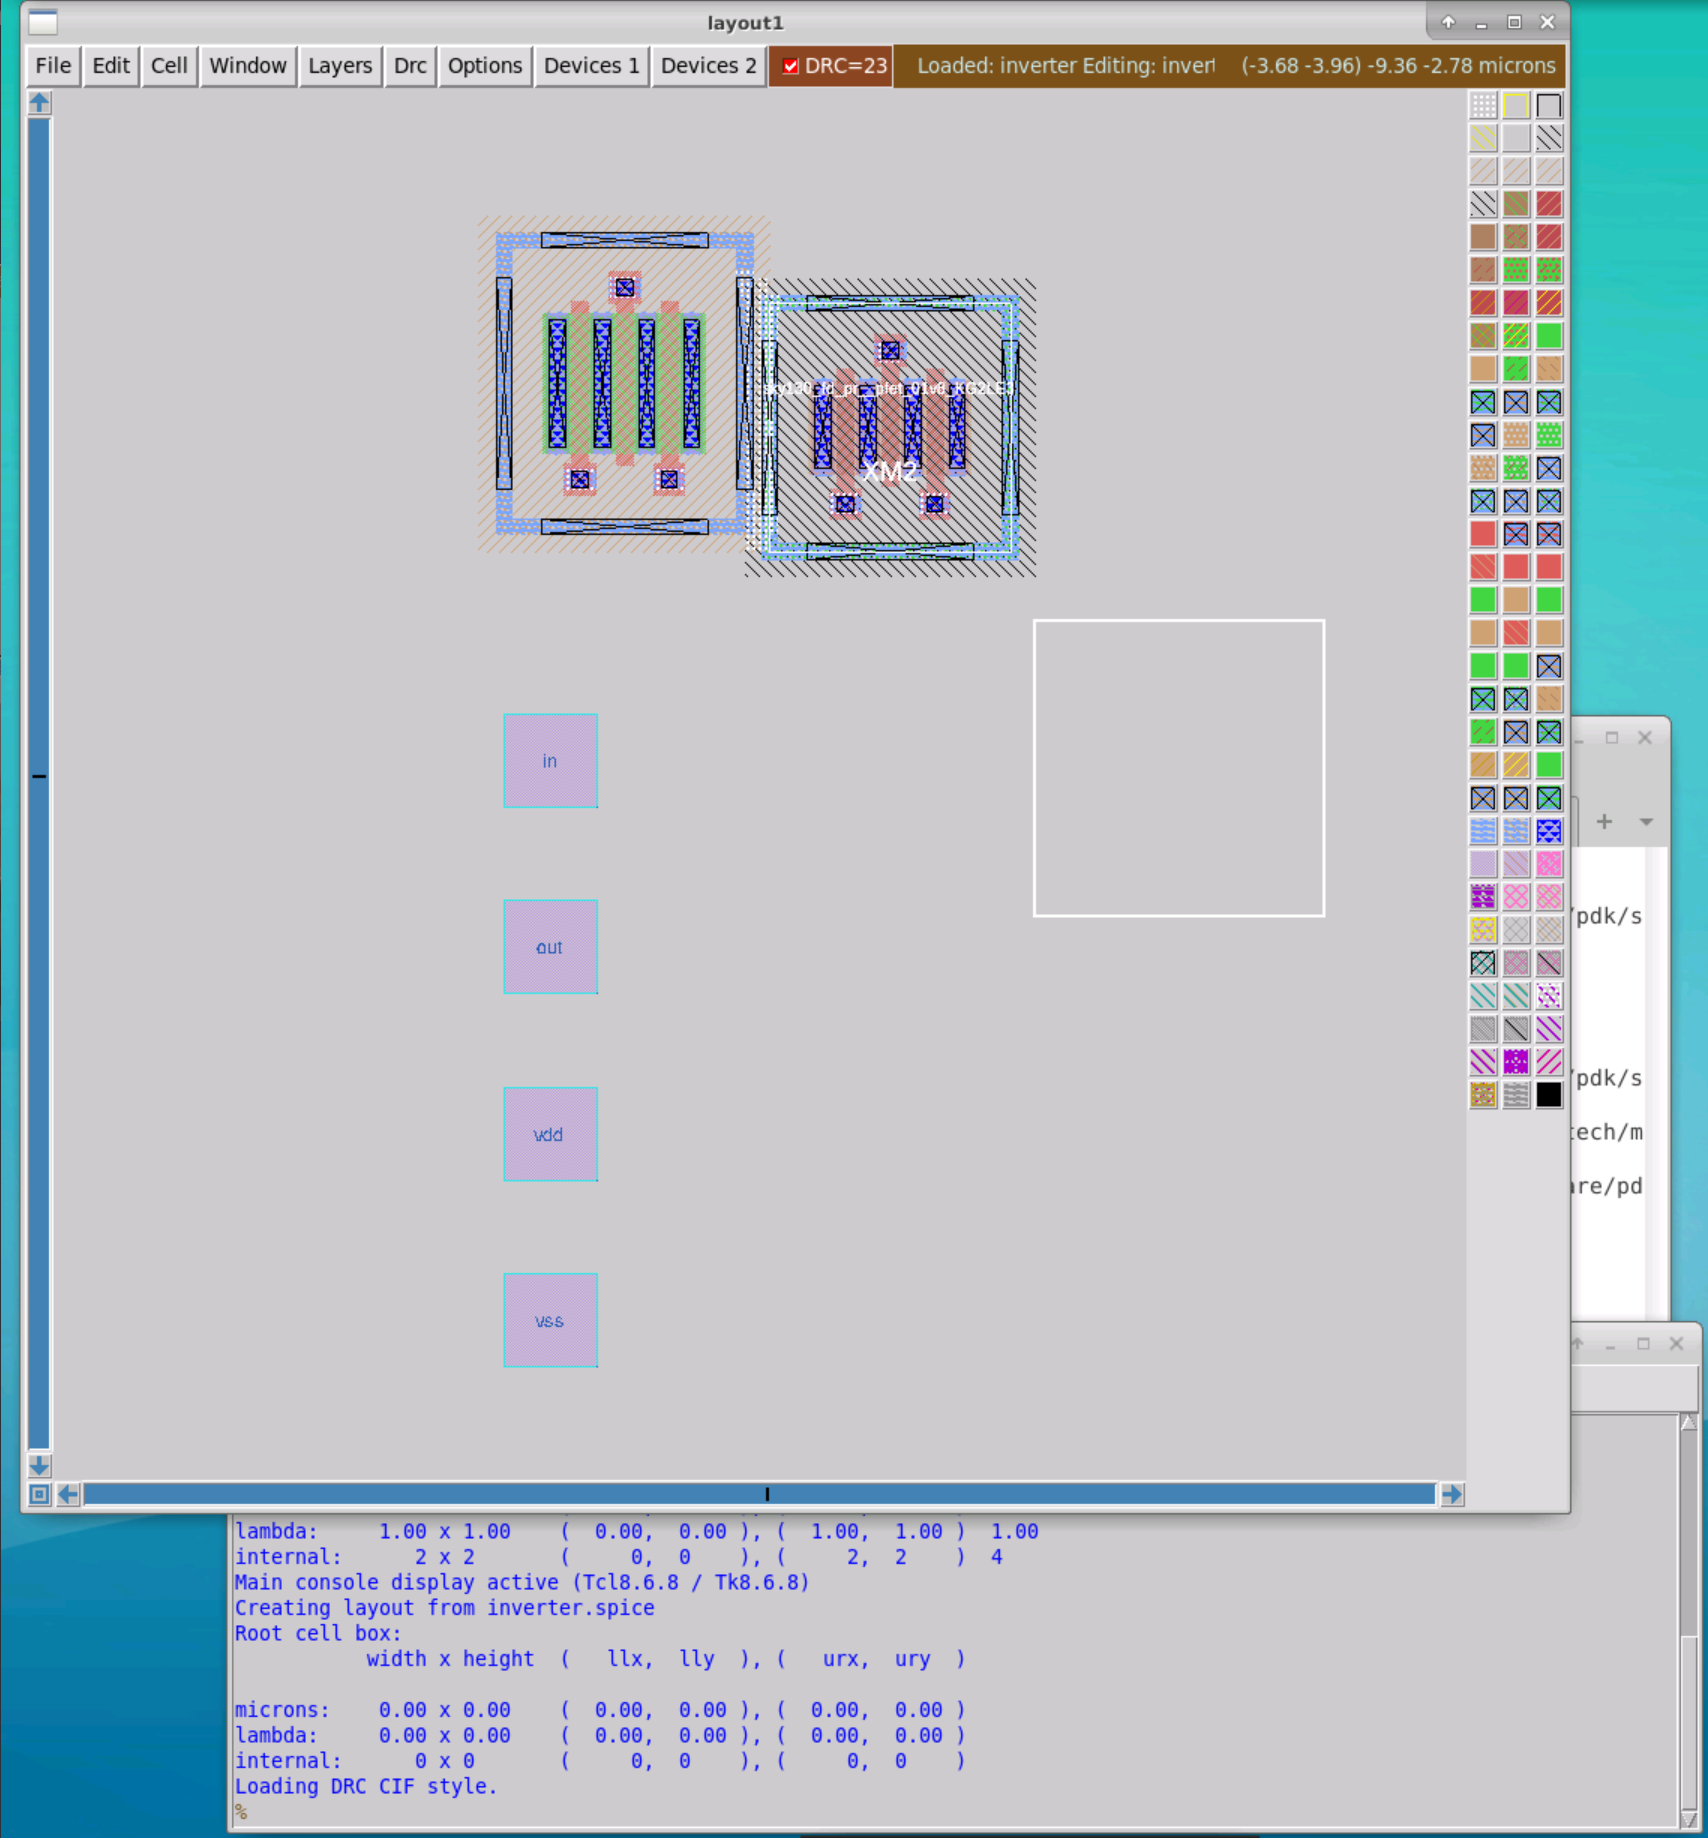 layout1
File Edit Cell Window Layers Drc Options Devices 1 Devices 2 DRC=23 Loaded: inverter Editing: invert (-3.68 -3.96) -9.36 -2.78 microns
XM2
in
out
vdd
vss
/pdk/s
/pdk/s
tech/m
are/pd
lambda: 1.00 x 1.00 ( 0.00, 0.00 ), ( 1.00, 1.00 ) 1.00
internal: 2 x 2 ( 0, 0 ), ( 2, 2 ) 4
Main console display active (Tcl8.6.8 / Tk8.6.8)
Creating layout from inverter.spice
Root cell box:
width x height ( llx, lly ), ( urx, ury )
microns: 0.00 x 0.00 ( 0.00, 0.00 ), ( 0.00, 0.00 )
lambda: 0.00 x 0.00 ( 0.00, 0.00 ), ( 0.00, 0.00 )
internal: 0 x 0 ( 0, 0 ), ( 0, 0 )
Loading DRC CIF style.
%